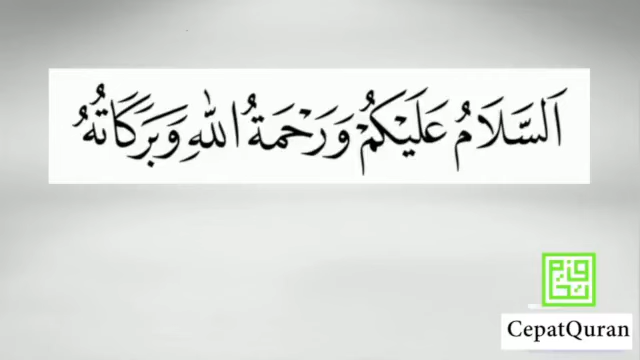 اَلسَّلَامُ عَلَيْكُمْ وَرَحْمَةُ اللهِ وَبَرَكَاتُهُ
CepatQuran